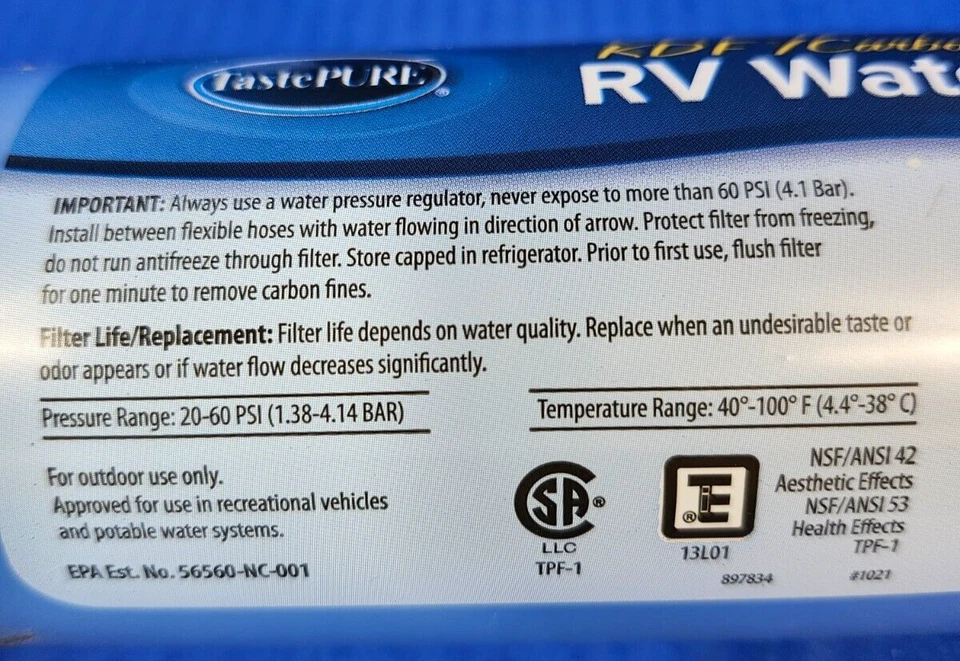 TastePURE®
KDF / Carbo
RV Wate
IMPORTANT: Always use a water pressure regulator, never expose to more than 60 PSI (4.1 Bar).
Install between flexible hoses with water flowing in direction of arrow. Protect filter from freezing,
do not run antifreeze through filter. Store capped in refrigerator. Prior to first use, flush filter
for one minute to remove carbon fines.
Filter Life/Replacement: Filter life depends on water quality. Replace when an undesirable taste or
odor appears or if water flow decreases significantly.
Pressure Range: 20-60 PSI (1.38-4.14 BAR)
Temperature Range: 40°-100° F (4.4°-38° C)
For outdoor use only.
Approved for use in recreational vehicles
and potable water systems.
EPA Est. No. 56560-NC-001
SA®
LLC
TPF-1
TE®
13L01
897834
NSF/ANSI 42
Aesthetic Effects
NSF/ANSI 53
Health Effects
TPF-1
#1021